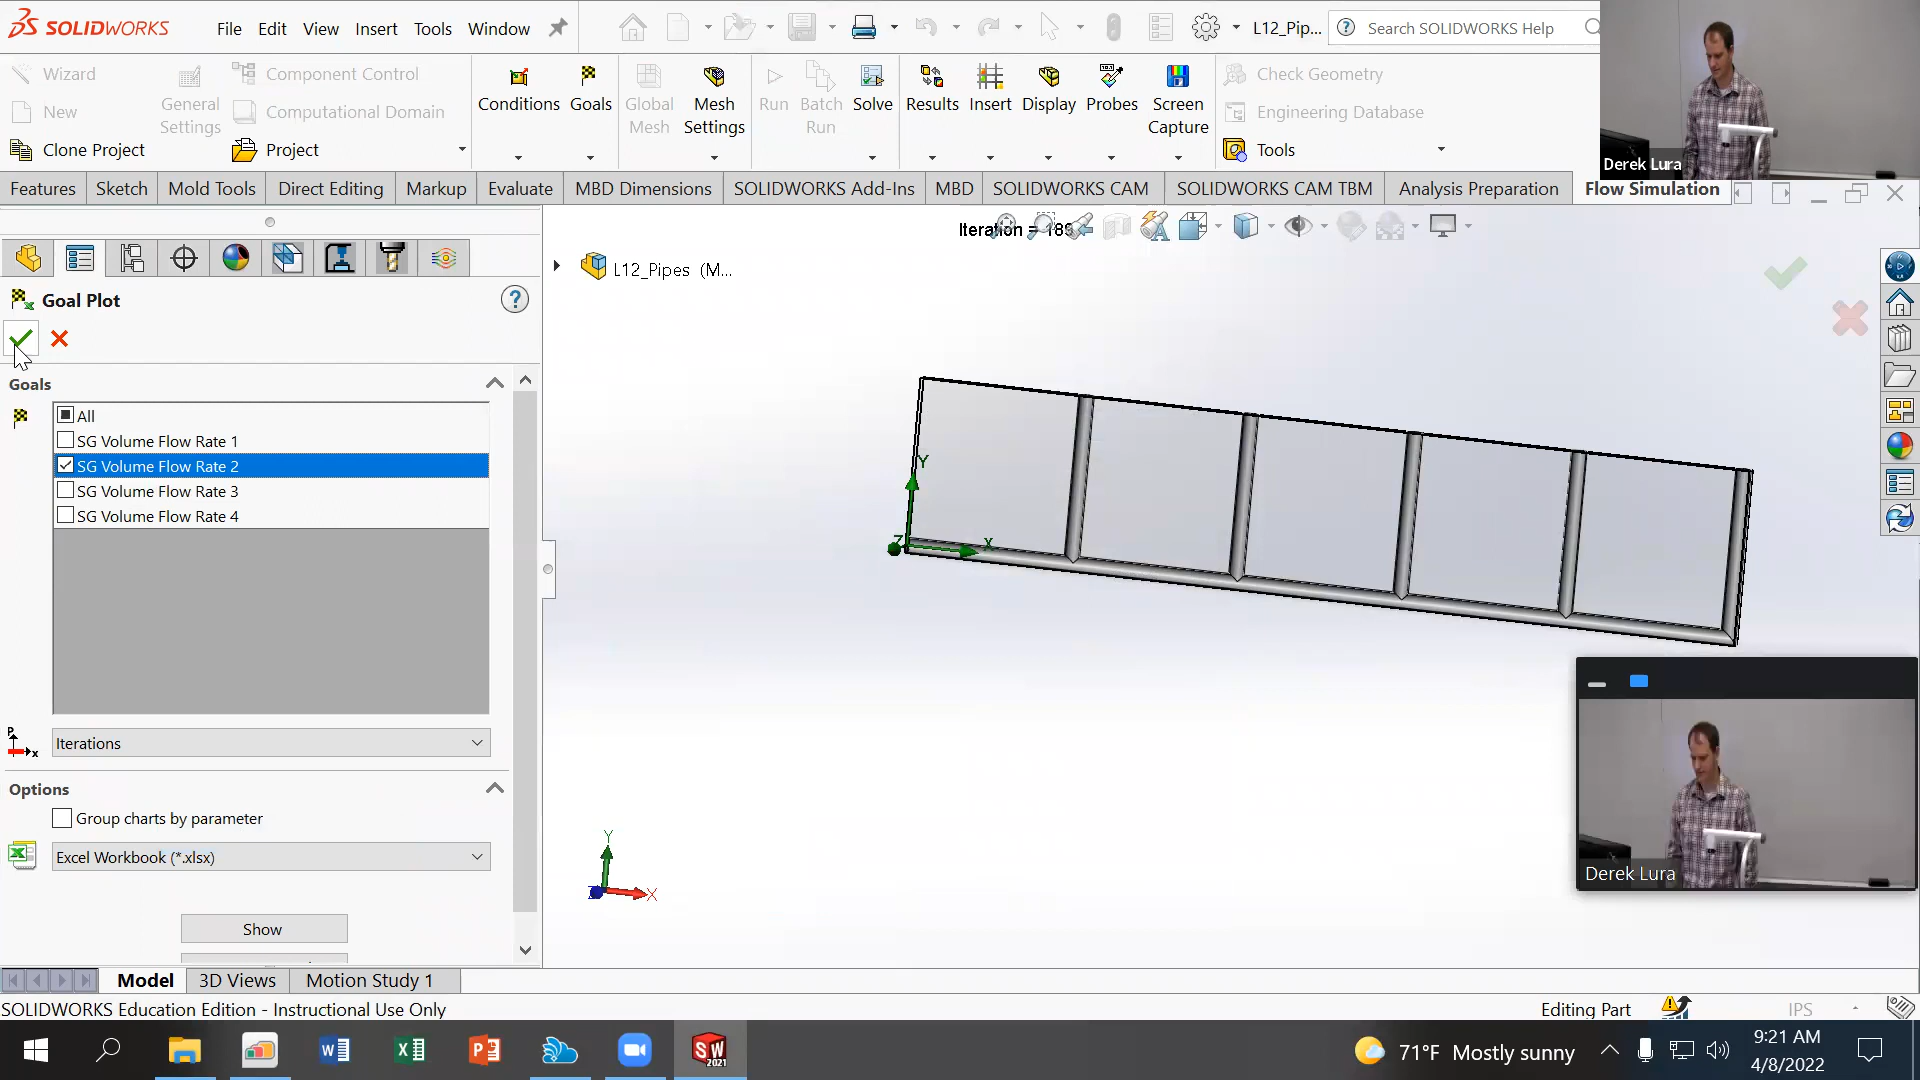 SOLIDWORKS
File Edit View Insert Tools Window
L12_Pip...
Search SOLIDWORKS Help
Wizard
New
Clone Project
General Settings
Component Control
Computational Domain
Project
Conditions
Goals
Global Mesh
Mesh Settings
Run
Batch Run
Solve
Results
Insert
Display
Probes
Screen Capture
Check Geometry
Engineering Database
Tools
Derek Lura
Features Sketch Mold Tools Direct Editing Markup Evaluate MBD Dimensions SOLIDWORKS Add-Ins MBD SOLIDWORKS CAM SOLIDWORKS CAM TBM Analysis Preparation Flow Simulation
Iteration = 189
L12_Pipes (M...
Goal Plot
Goals
All
SG Volume Flow Rate 1
SG Volume Flow Rate 2
SG Volume Flow Rate 3
SG Volume Flow Rate 4
Iterations
Options
Group charts by parameter
Excel Workbook (*.xlsx)
Show
Y
Z
X
Y
X
Derek Lura
Model 3D Views Motion Study 1
SOLIDWORKS Education Edition - Instructional Use Only
Editing Part
IPS
71°F Mostly sunny
9:21 AM
4/8/2022